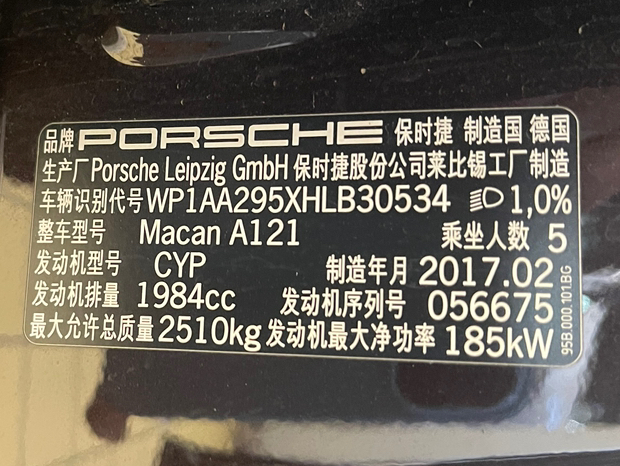 品牌 PORSCHE 保时捷 制造国 德国
生产厂 Porsche Leipzig GmbH 保时捷股份公司莱比锡工厂制造
车辆识别代号 WP1AA295XHLB30534 1,0%
整车型号 Macan A121 乘坐人数 5
发动机型号 CYP 制造年月 2017.02
发动机排量 1984cc 发动机序列号 056675
最大允许总质量 2510kg 发动机最大净功率 185kW
95B.000.101.BG